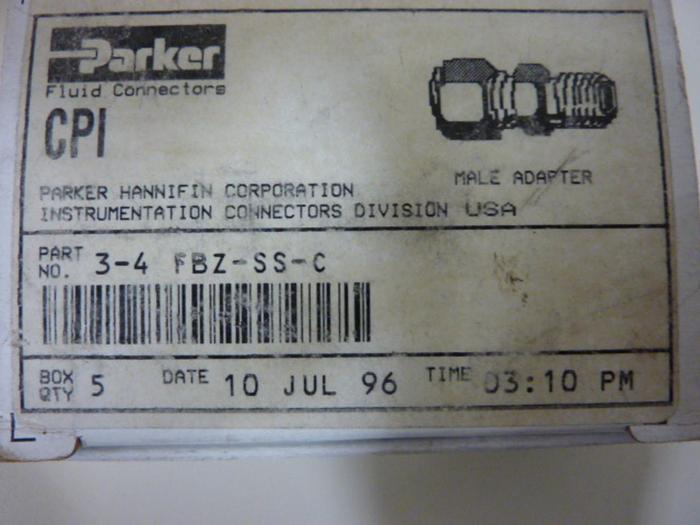 Parker
Fluid Connectors
CPI
MALE ADAPTER
PARKER HANNIFIN CORPORATION
INSTRUMENTATION CONNECTORS DIVISION USA
PART NO. 3-4 FBZ-SS-C
BOX QTY 5 DATE 10 JUL 96 TIME 03:10 PM